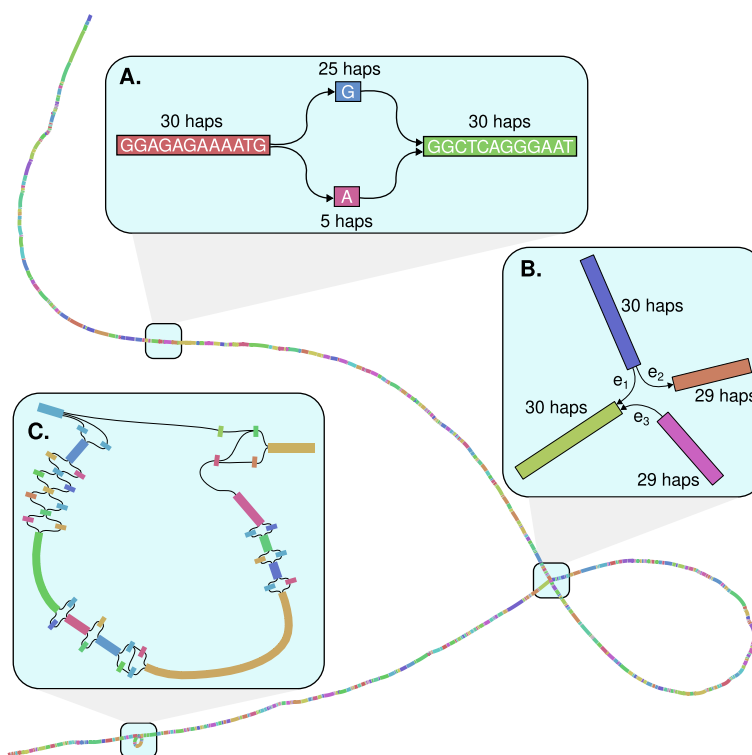 A.
25 haps
G
30 haps
30 haps
GGAGAGAAAATG
GGCTCAGGGAAT
A
5 haps
B.
30 haps
e1
e2
29 haps
30 haps
e3
29 haps
C.